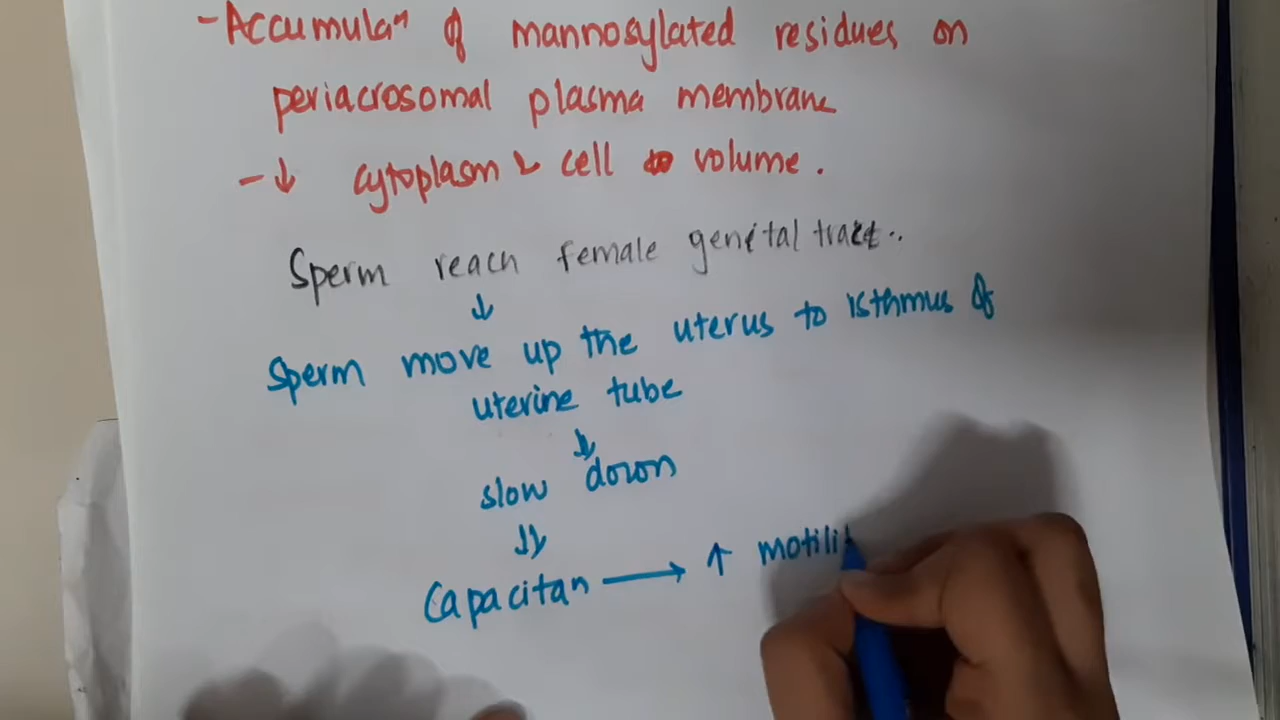 - Accumulaⁿ of mannosylated residues on
periacrosomal plasma membrane
- ↓ cytoplasm & cell volume.
Sperm reach female genital tract..
↓
Sperm move up the uterus to isthmus of
uterine tube
↓
slow down
↓↓
Capacitan → ↑ motilit